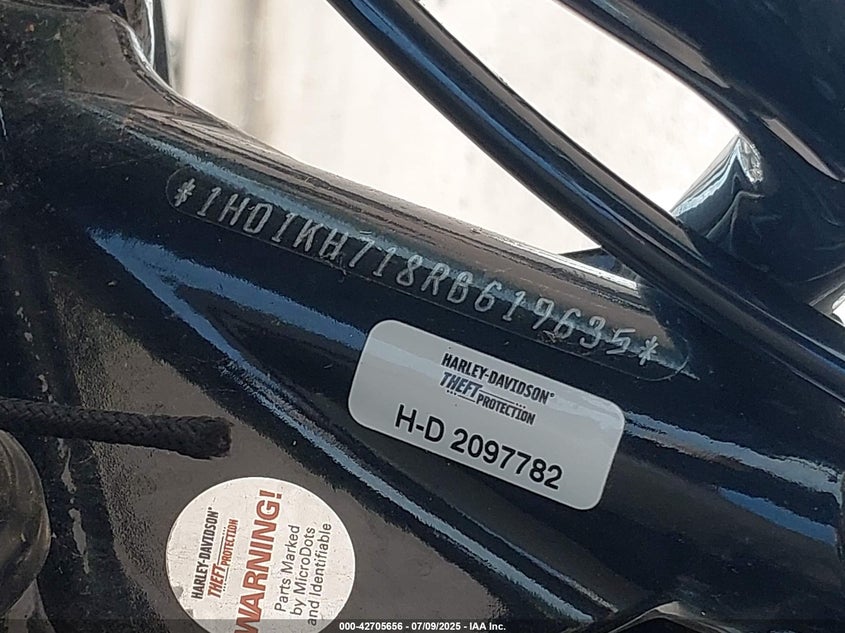 *1HD1KH718RB619635*
HARLEY-DAVIDSON®
THEFT PROTECTION
H-D 2097782
HARLEY-DAVIDSON®
THEFT PROTECTION
WARNING!
Parts Marked
by MicroDots
and Identifiable
000-42705656 - 07/09/2025 - IAA Inc.